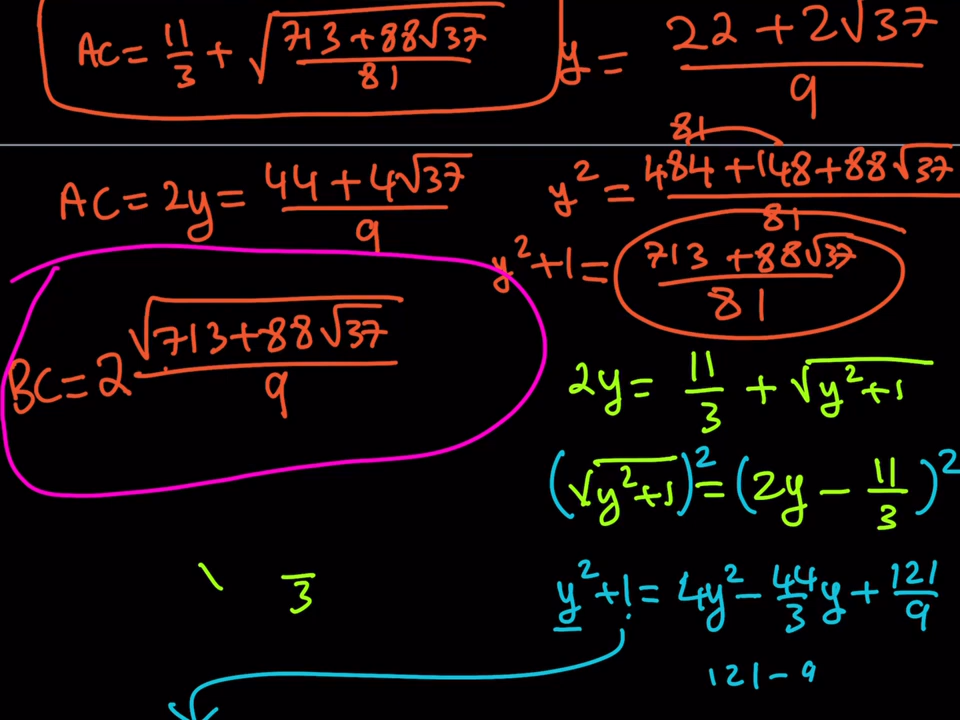 AC = 11/3 + √((713 + 88√37)/81)
y = (22 + 2√37)/9
AC = 2y = (44 + 4√37)/9
81
y² = (484 + 148 + 88√37)/81
y² + 1 = (713 + 88√37)/81
BC = 2 √(713 + 88√37)/9
2y = 11/3 + √(y² + 1)
(√(y² + 1))² = (2y − 11/3)²
y² + 1 = 4y² − 44/3 y + 121/9
\ ‾3
121 − 9